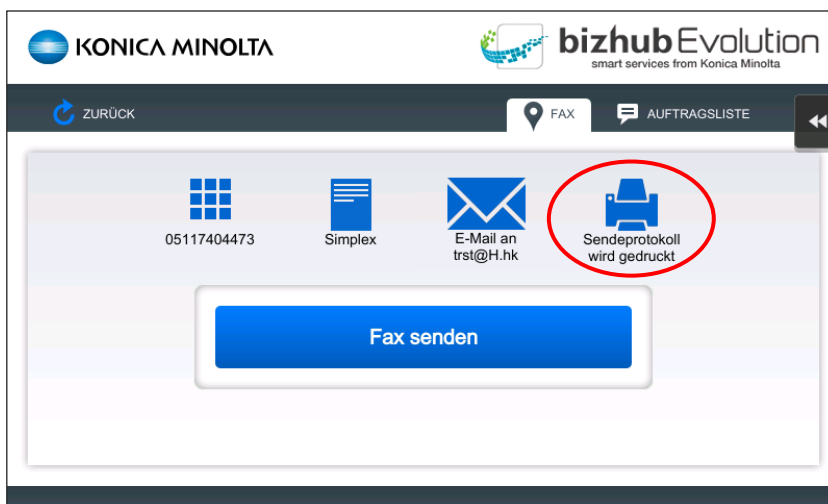 KONICA MINOLTA
bizhub Evolution
smart services from Konica Minolta
ZURÜCK
FAX
AUFTRAGSLISTE
05117404473
Simplex
E-Mail an
trst@H.hk
Sendeprotokoll
wird gedruckt
Fax senden